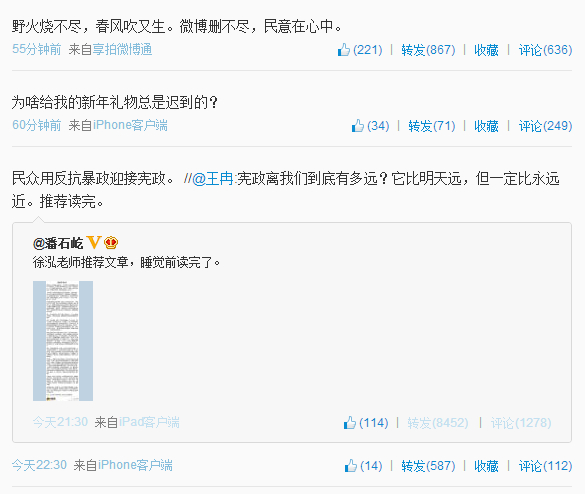 野火烧不尽，春风吹又生。微博删不尽，民意在心中。
55分钟前 来自享拍微博通 (221) | 转发(867) | 收藏 | 评论(636)
为啥给我的新年礼物总是迟到的？
60分钟前 来自iPhone客户端 (34) | 转发(71) | 收藏 | 评论(249)
民众用反抗暴政迎接宪政。 //@王冉:宪政离我们到底有多远？它比明天远，但一定比永远
近。推荐读完。
@潘石屹
徐泓老师推荐文章，睡觉前读完了。
今天21:30 来自iPad客户端 (114) | 转发(8452) | 评论(1278)
今天22:30 来自iPhone客户端 (14) | 转发(587) | 收藏 | 评论(112)